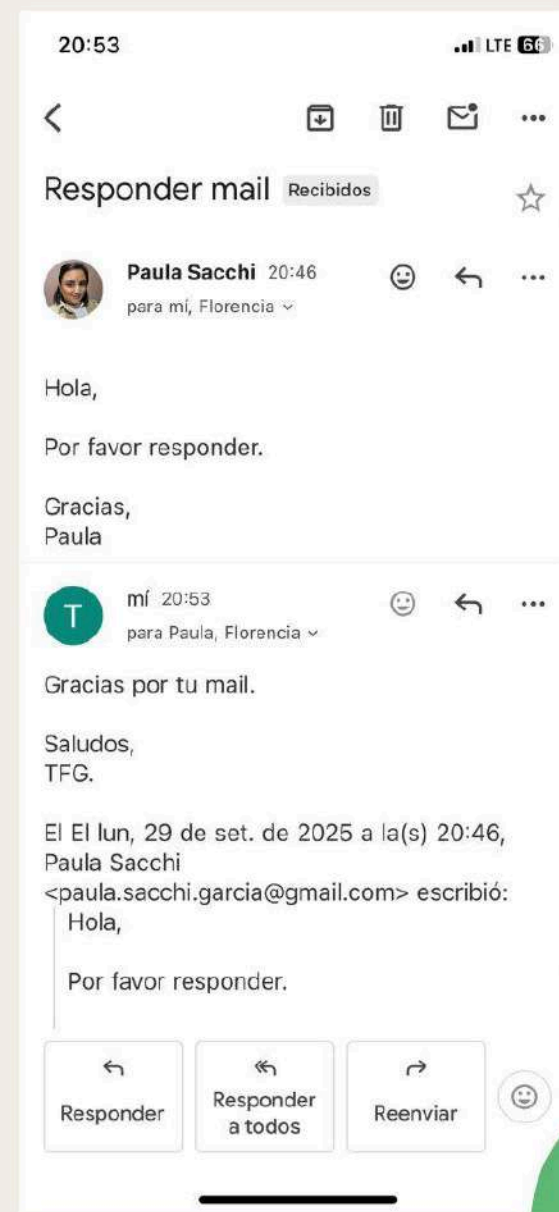 20:53
LTE 66
Responder mail Recibidos
Paula Sacchi 20:46
para mí, Florencia
Hola,
Por favor responder.
Gracias,
Paula
T
mí 20:53
para Paula, Florencia
Gracias por tu mail.
Saludos,
TFG.
El El lun, 29 de set. de 2025 a la(s) 20:46,
Paula Sacchi
<paula.sacchi.garcia@gmail.com> escribió:
Hola,
Por favor responder.
Responder
Responder
a todos
Reenviar